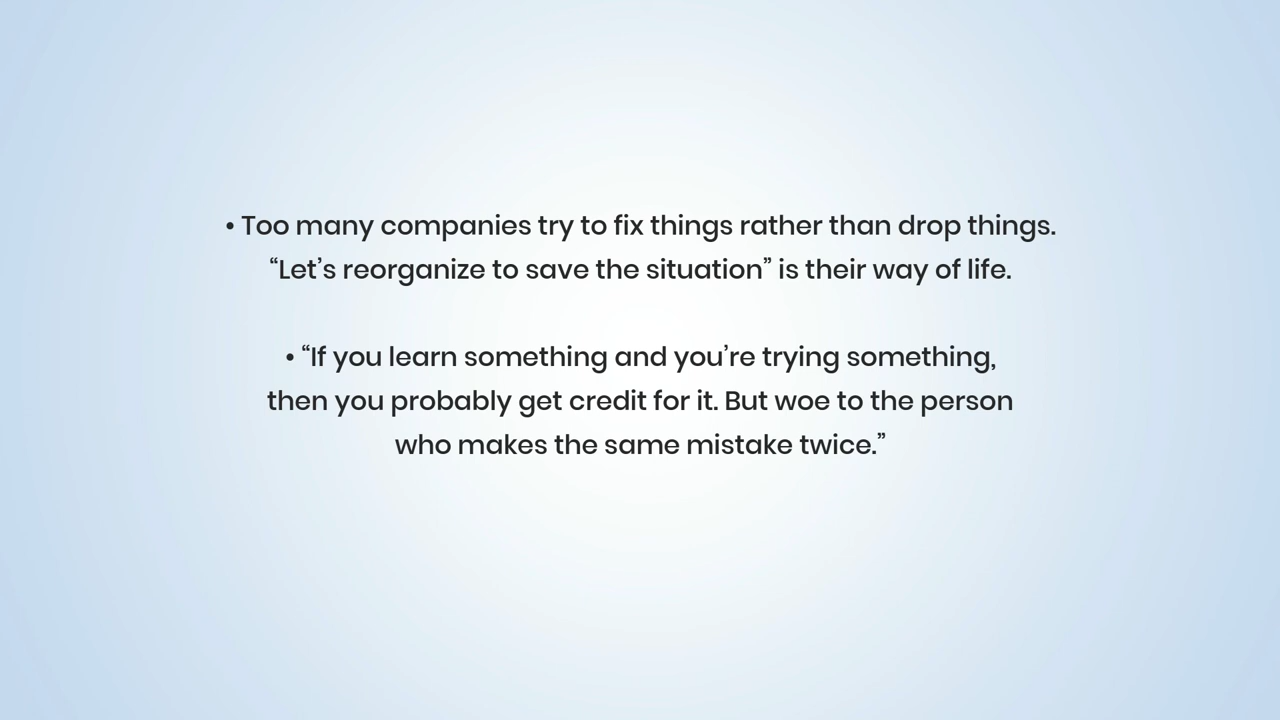 • Too many companies try to fix things rather than drop things.
“Let’s reorganize to save the situation” is their way of life.
• “If you learn something and you’re trying something,
then you probably get credit for it. But woe to the person
who makes the same mistake twice.”